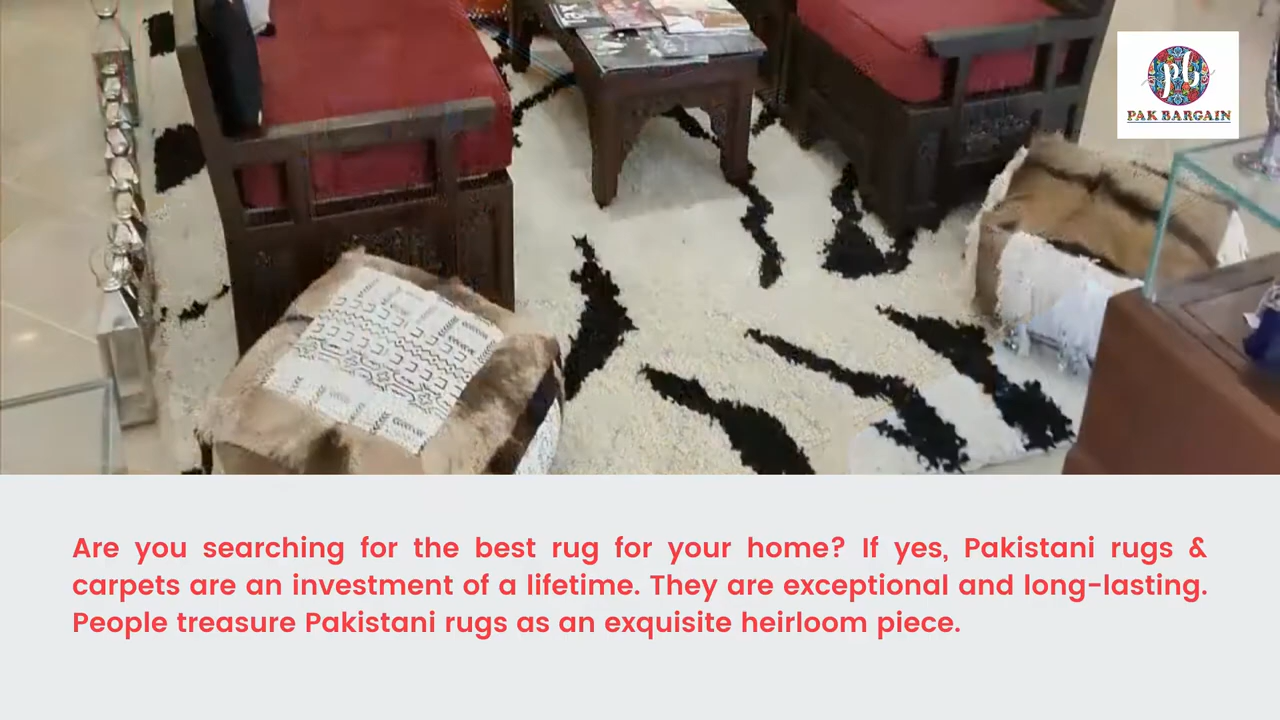 pb
PAK BARGAIN
Are you searching for the best rug for your home? If yes, Pakistani rugs &
carpets are an investment of a lifetime. They are exceptional and long-lasting.
People treasure Pakistani rugs as an exquisite heirloom piece.